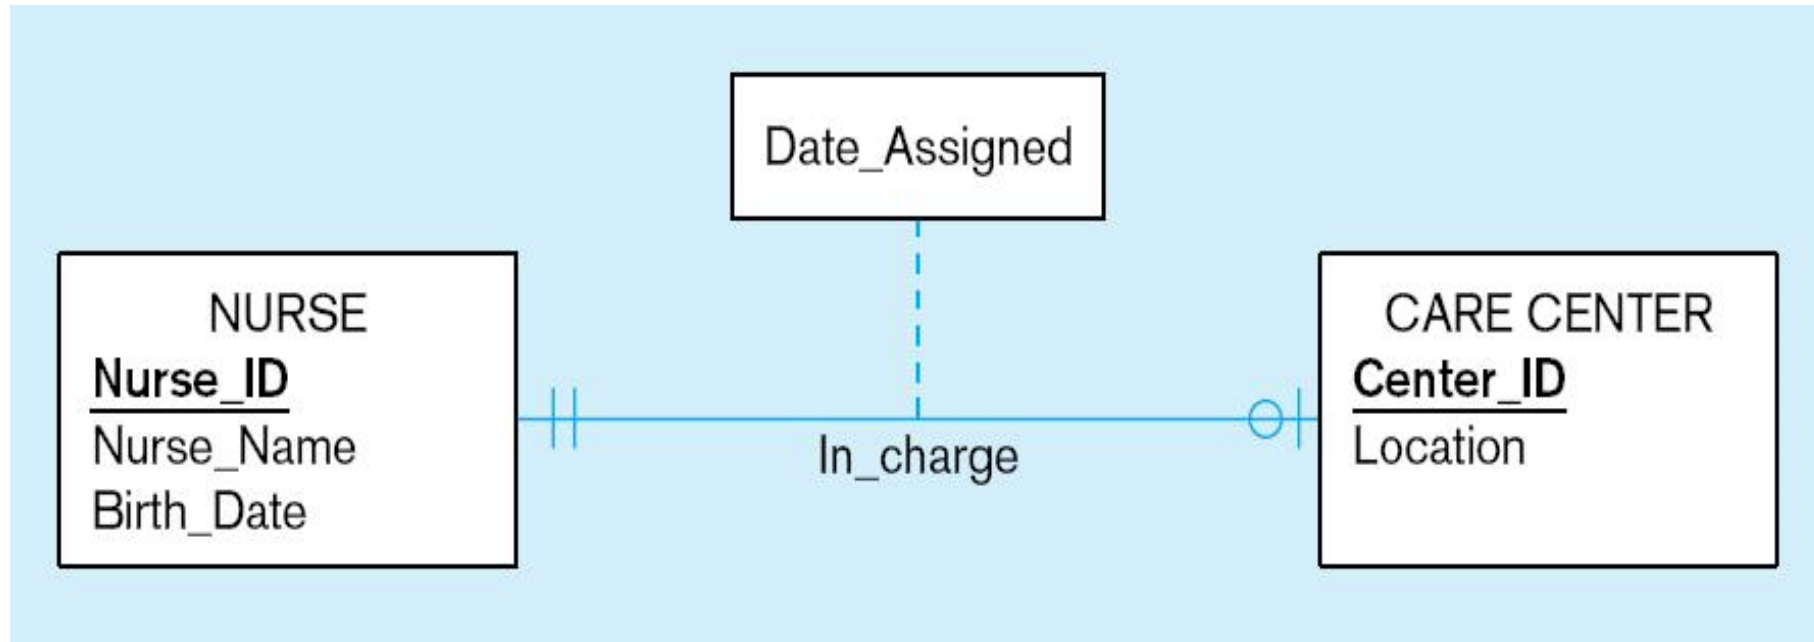 Date_Assigned
NURSE
Nurse_ID
Nurse_Name
Birth_Date
In_charge
CARE CENTER
Center_ID
Location